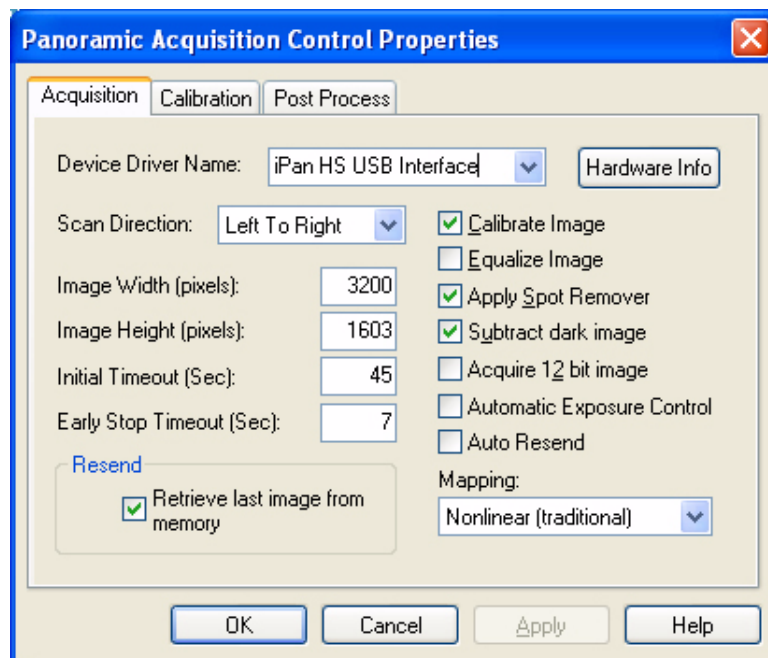 Panoramic Acquisition Control Properties
Acquisition Calibration Post Process
Device Driver Name: iPan HS USB Interface Hardware Info
Scan Direction: Left To Right
Calibrate Image
Equalize Image
Image Width (pixels): 3200
Apply Spot Remover
Image Height (pixels): 1603
Subtract dark image
Initial Timeout (Sec): 45
Acquire 12 bit image
Early Stop Timeout (Sec): 7
Automatic Exposure Control
Auto Resend
Resend
Retrieve last image from
memory
Mapping:
Nonlinear (traditional)
OK Cancel Apply Help